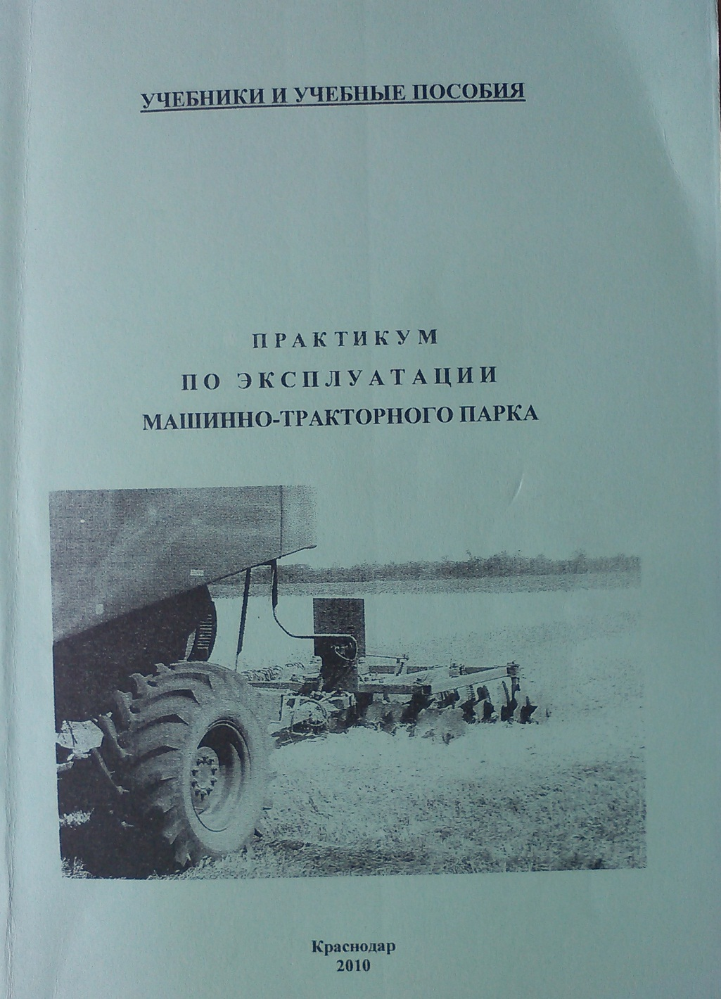 УЧЕБНИКИ И УЧЕБНЫЕ ПОСОБИЯ
ПРАКТИКУМ
ПО ЭКСПЛУАТАЦИИ
МАШИННО-ТРАКТОРНОГО ПАРКА
Краснодар
2010